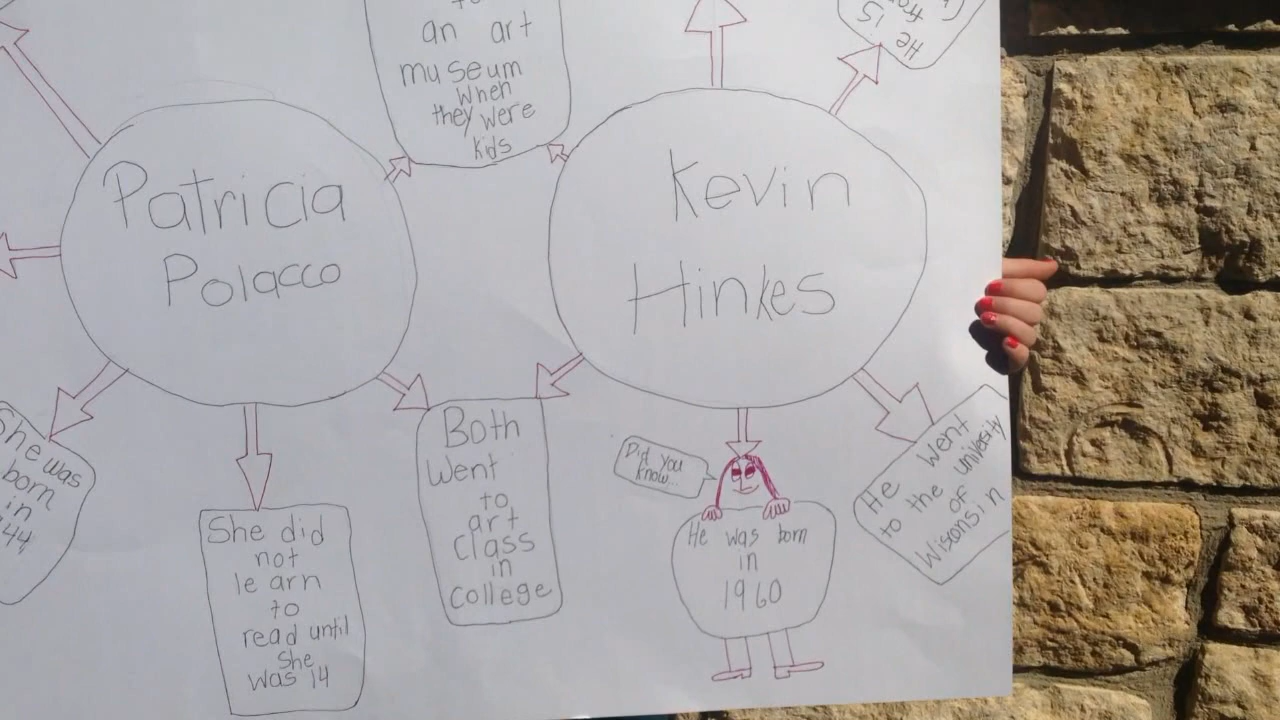 an art
museum
when
they were
kids
He is
Patricia
Polacco
Kevin
Hinkes
She was
born
in
44
She did
not
learn
to
read until
she
was 14
Both
went
to
art
class
in
college
Did you
know...
He was born
in
1960
He went
to the university
of
Wisonsin